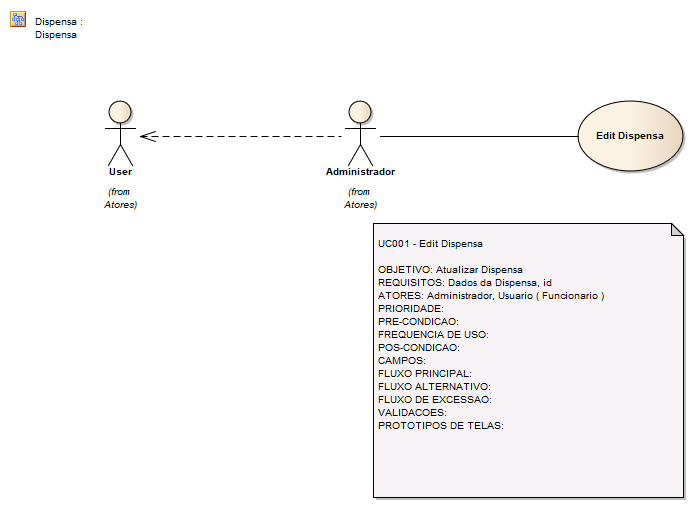 Dispensa :
Dispensa
User
(from
Atores)
Administrador
(from
Atores)
Edit Dispensa
UC001 - Edit Dispensa
OBJETIVO: Atualizar Dispensa
REQUISITOS: Dados da Dispensa, id
ATORES: Administrador, Usuario ( Funcionario )
PRIORIDADE:
PRE-CONDICAO:
FREQUENCIA DE USO:
POS-CONDICAO:
CAMPOS:
FLUXO PRINCIPAL:
FLUXO ALTERNATIVO:
FLUXO DE EXCESSAO:
VALIDACOES:
PROTOTIPOS DE TELAS: